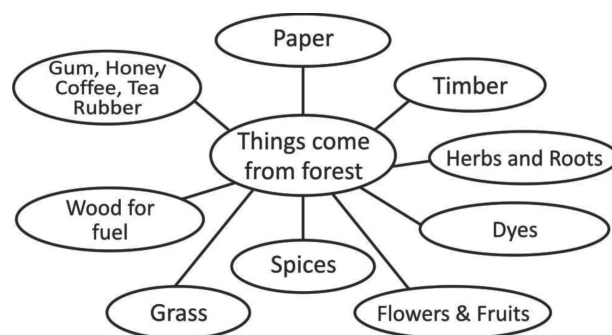 Paper
Gum, Honey
Coffee, Tea
Rubber
Timber
Things come
from forest
Herbs and Roots
Wood for
fuel
Dyes
Spices
Grass
Flowers & Fruits